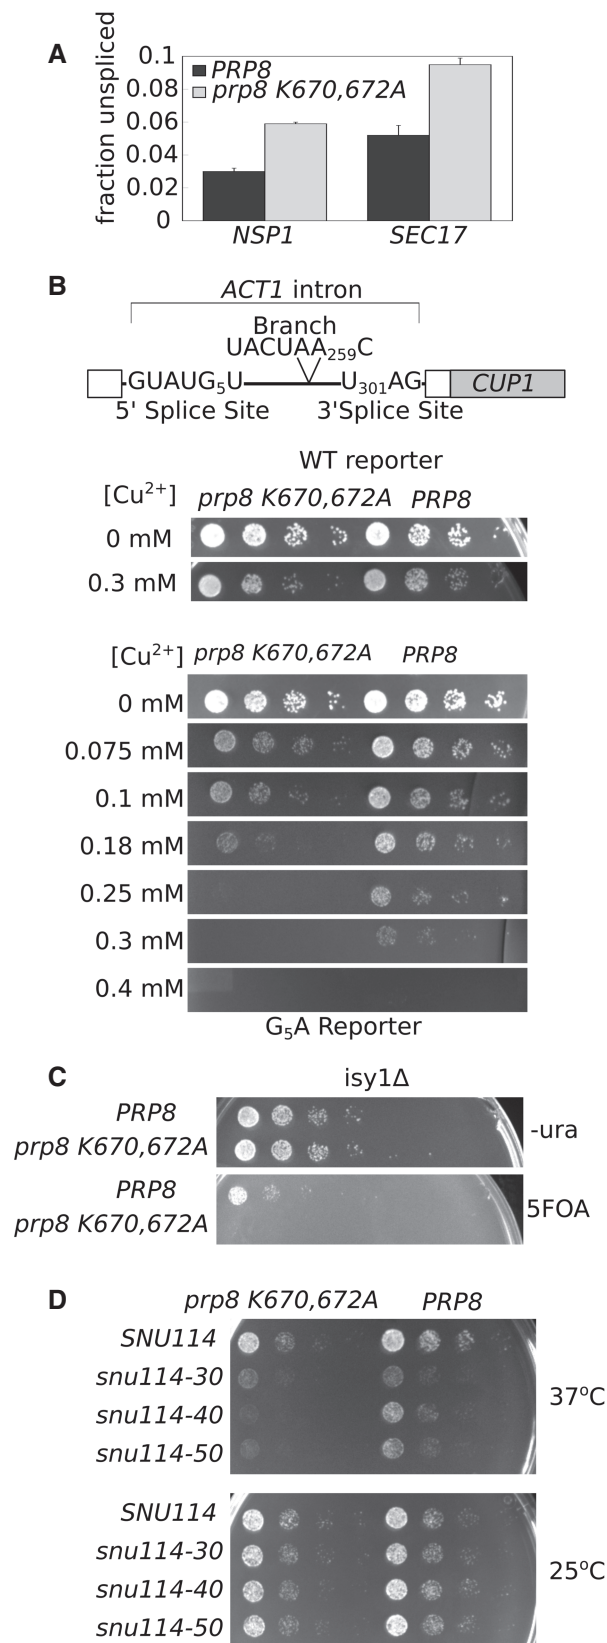 A
fraction unspliced
0.1
0.08
0.06
0.04
0.02
0
PRP8
prp8 K670,672A
NSP1 SEC17
B
ACT1 intron
Branch
UACUAA259C
GUAUG5U U301AG CUP1
5' Splice Site 3'Splice Site
WT reporter
[Cu2+] prp8 K670,672A PRP8
0 mM
0.3 mM
[Cu2+] prp8 K670,672A PRP8
0 mM
0.075 mM
0.1 mM
0.18 mM
0.25 mM
0.3 mM
0.4 mM
G5A Reporter
C
isy1Δ
PRP8
prp8 K670,672A
-ura
PRP8
prp8 K670,672A
5FOA
D
prp8 K670,672A PRP8
SNU114
snu114-30
snu114-40
snu114-50
37°C
SNU114
snu114-30
snu114-40
snu114-50
25°C